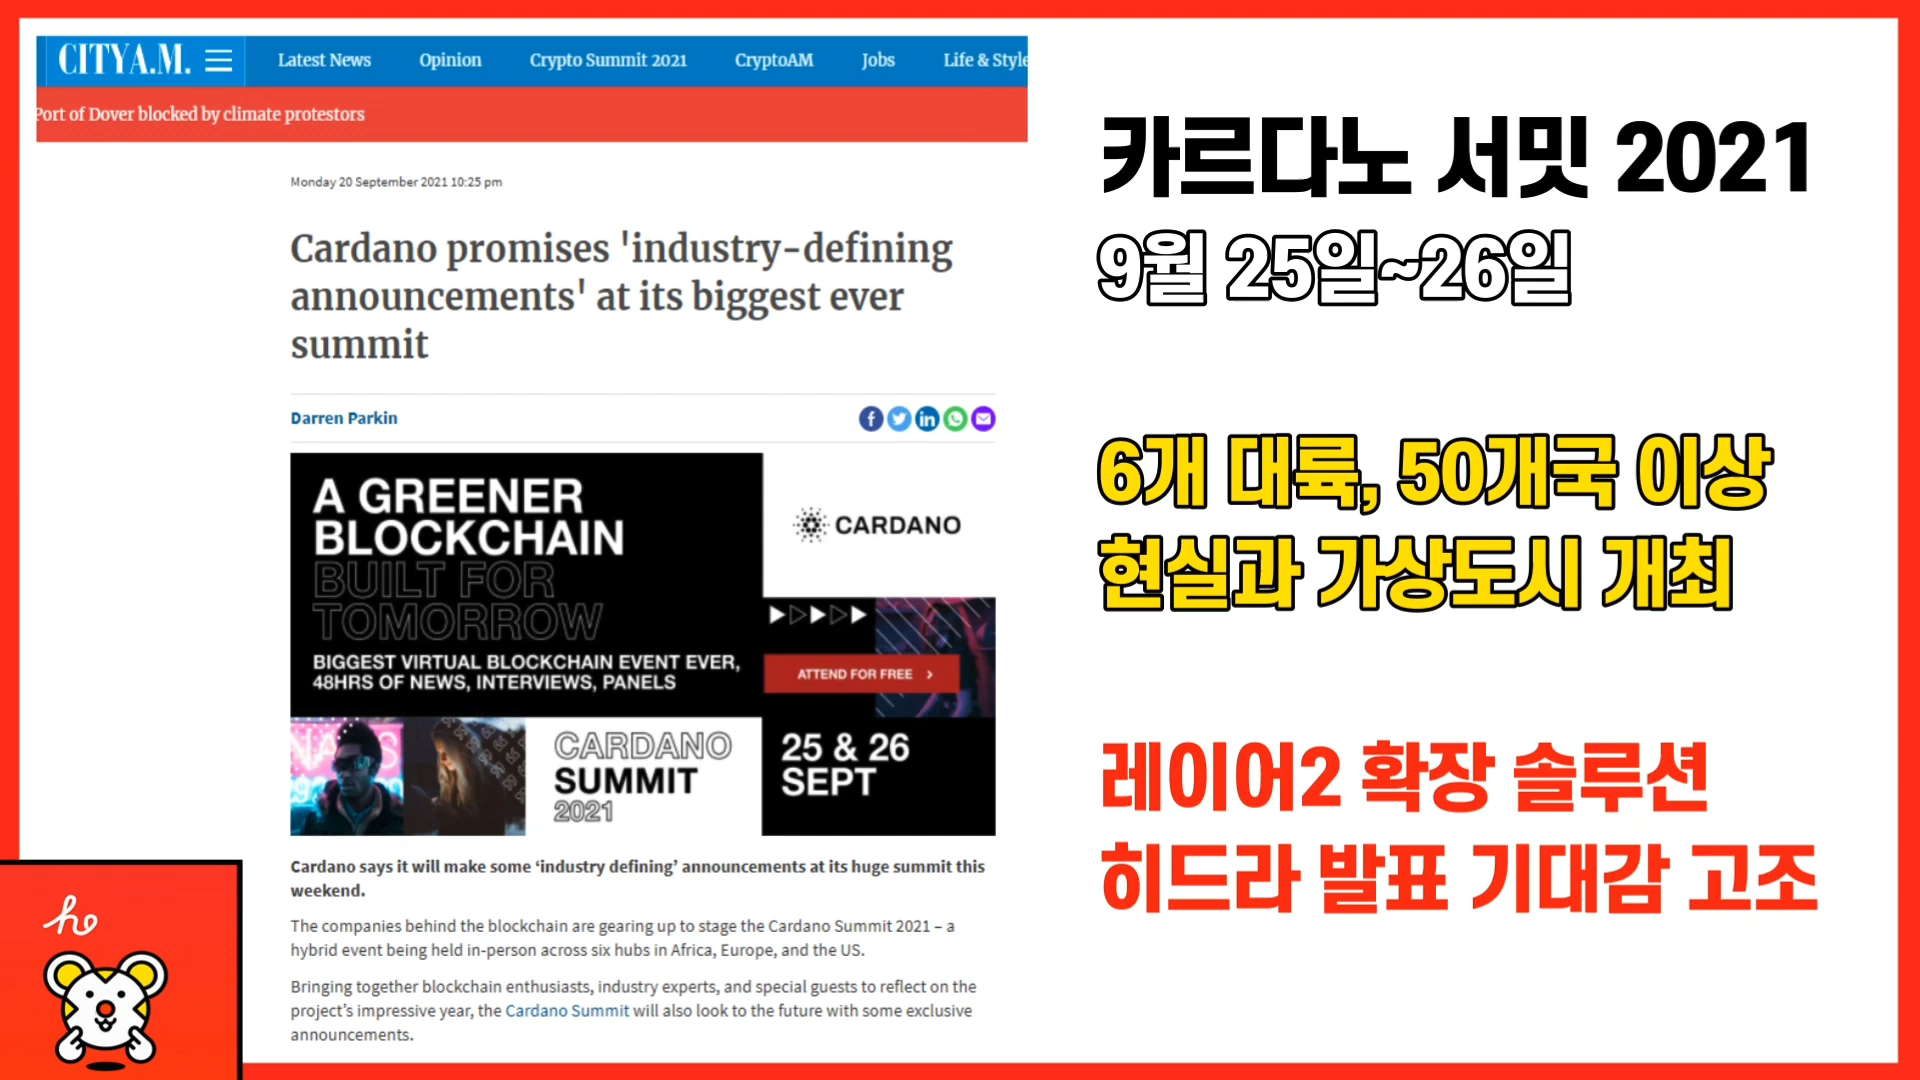 CITYA.M.
Latest News Opinion Crypto Summit 2021 CryptoAM Jobs Life & Style
Port of Dover blocked by climate protestors
Monday 20 September 2021 10:25 pm
Cardano promises 'industry-defining
announcements' at its biggest ever
summit
Darren Parkin
A GREENER
BLOCKCHAIN
BUILT FOR
TOMORROW
BIGGEST VIRTUAL BLOCKCHAIN EVENT EVER,
48HRS OF NEWS, INTERVIEWS, PANELS
CARDANO
ATTEND FOR FREE
CARDANO
SUMMIT
2021
25 & 26
SEPT
Cardano says it will make some ‘industry defining’ announcements at its huge summit this
weekend.
The companies behind the blockchain are gearing up to stage the Cardano Summit 2021 – a
hybrid event being held in-person across six hubs in Africa, Europe, and the US.
Bringing together blockchain enthusiasts, industry experts, and special guests to reflect on the
project’s impressive year, the Cardano Summit will also look to the future with some exclusive
announcements.
카르다노 서밋 2021
9월 25일~26일
6개 대륙, 50개국 이상
현실과 가상도시 개최
레이어2 확장 솔루션
히드라 발표 기대감 고조